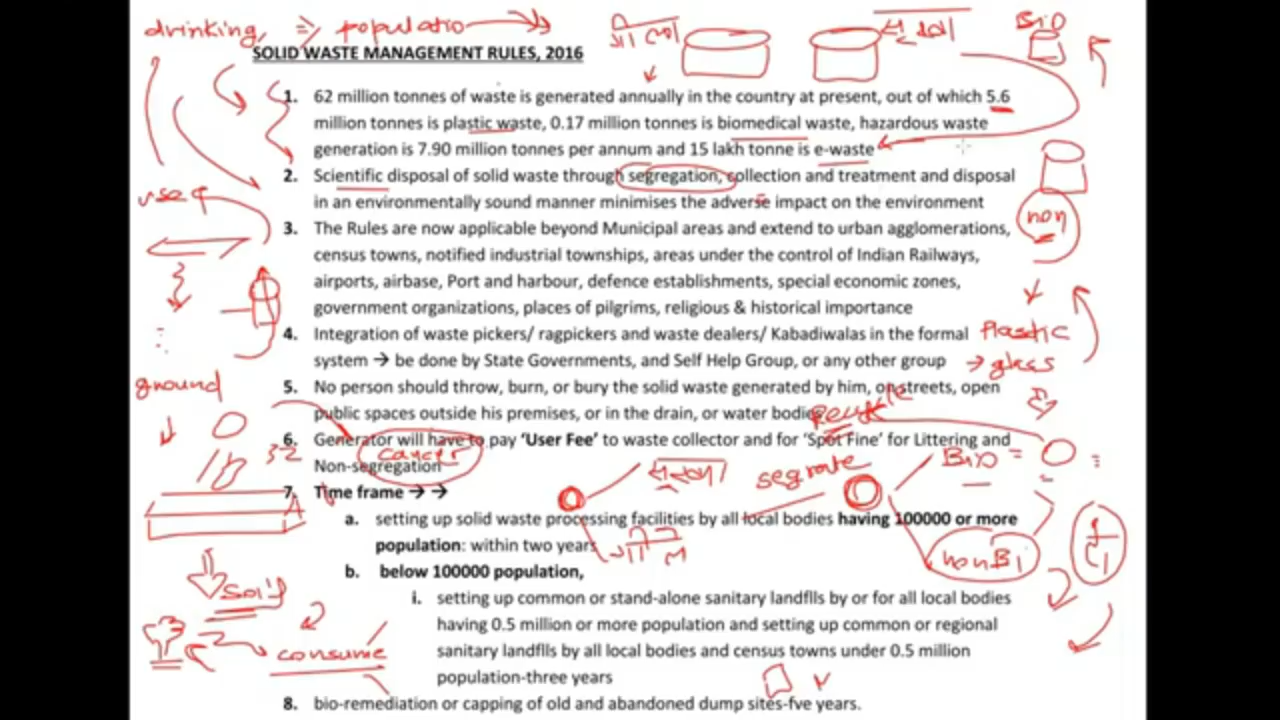 drinking, ⇒ population
BiO
SOLID WASTE MANAGEMENT RULES, 2016
1. 62 million tonnes of waste is generated annually in the country at present, out of which 5.6
million tonnes is plastic waste, 0.17 million tonnes is biomedical waste, hazardous waste
generation is 7.90 million tonnes per annum and 15 lakh tonne is e-waste
2. Scientific disposal of solid waste through segregation, collection and treatment and disposal
in an environmentally sound manner minimises the adverse impact on the environment
non
3. The Rules are now applicable beyond Municipal areas and extend to urban agglomerations,
census towns, notified industrial townships, areas under the control of Indian Railways,
airports, airbase, Port and harbour, defence establishments, special economic zones,
government organizations, places of pilgrims, religious & historical importance
4. Integration of waste pickers/ ragpickers and waste dealers/ Kabadiwalas in the formal
Plastic
system → be done by State Governments, and Self Help Group, or any other group
→ glass
ground
5. No person should throw, burn, or bury the solid waste generated by him, on streets, open
public spaces outside his premises, or in the drain, or water bodies
6. Generator will have to pay 'User Fee' to waste collector and for 'Spot Fine' for Littering and
cancer
Non-segregation
segrate
BiO
7. Time frame → →
a. setting up solid waste processing facilities by all local bodies having 100000 or more
population: within two years
nonBi
b. below 100000 population,
soil
i. setting up common or stand-alone sanitary landflls by or for all local bodies
having 0.5 million or more population and setting up common or regional
consume
sanitary landflls by all local bodies and census towns under 0.5 million
population-three years
8. bio-remediation or capping of old and abandoned dump sites-fve years.